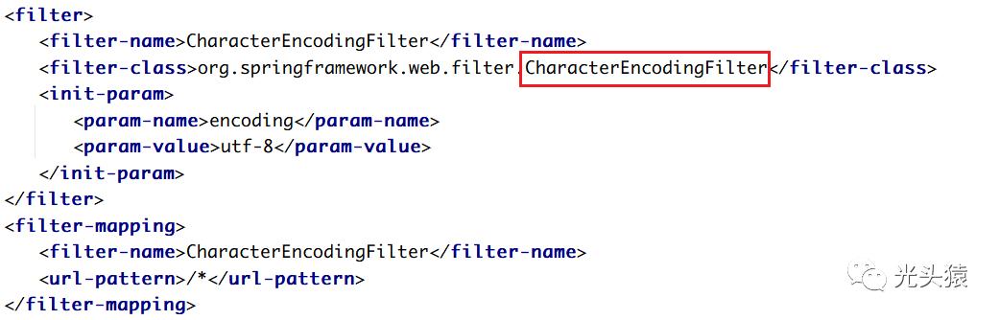 <filter>
<filter-name>CharacterEncodingFilter</filter-name>
<filter-class>org.springframework.web.filter.CharacterEncodingFilter</filter-class>
<init-param>
<param-name>encoding</param-name>
<param-value>utf-8</param-value>
</init-param>
</filter>
<filter-mapping>
<filter-name>CharacterEncodingFilter</filter-name>
<url-pattern>/*</url-pattern>
</filter-mapping>
光头猿